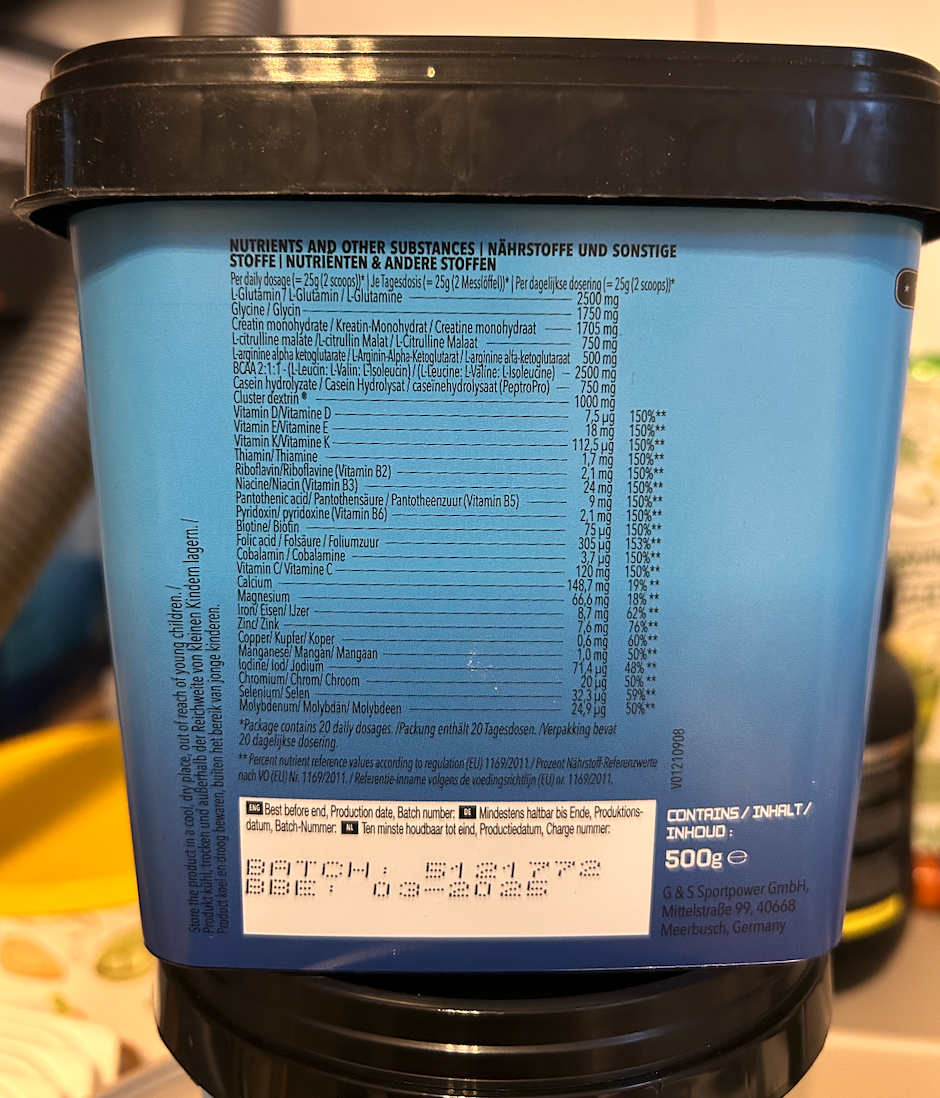 NUTRIENTS AND OTHER SUBSTANCES | NÄHRSTOFFE UND SONSTIGE
STOFFE | NUTRIËNTEN & ANDERE STOFFEN
Per daily dosage (= 25g (2 scoops))* | Je Tagesdosis (= 25g (2 Messlöffel))* | Per dagelijkse dosering (= 25g (2 scoops))*
L-Glutamin / L-Glutamin / L-Glutamine 2500 mg
Glycine / Glycin 1750 mg
Creatin monohydrate / Kreatin-Monohydrat / Creatine monohydraat 1705 mg
L-citrulline malate /L-citrullin Malat / L-Citrulline Malaat 750 mg
L-arginine alpha ketoglutarate / L-Arginin-Alpha-Ketoglutarat / L-arginine alfa-ketoglutaraat 500 mg
BCAA 2:1:1 - (L-Leucin: L-Valin: L-Isoleucin) / (L-Leucine: L-Valine: L-Isoleucine) 2500 mg
Casein hydrolyzate / Casein Hydrolysat / caseïnehydrolysaat (PeptroPro) 750 mg
Cluster dextrin ® 1000 mg
Vitamin D/Vitamine D 7,5 µg 150%**
Vitamin E/Vitamine E 18 mg 150%**
Vitamin K/Vitamine K 112,5 µg 150%**
Thiamin/ Thiamine 1,7 mg 150%**
Riboflavin/Riboflavine (Vitamin B2) 2,1 mg 150%**
Niacine/Niacin (Vitamin B3) 24 mg 150%**
Pantothenic acid/ Pantothensäure / Pantotheenzuur (Vitamin B5) 9 mg 150%**
Pyridoxin/ pyridoxine (Vitamin B6) 2,1 mg 150%**
Biotine/ Biotin 75 µg 150%**
Folic acid / Folsäure / Foliumzuur 305 µg 153%**
Cobalamin / Cobalamine 3,7 µg 150%**
Vitamin C/ Vitamine C 120 mg 150%**
Calcium 148,7 mg 19% **
Magnesium 66,6 mg 18% **
Iron/ Eisen/ IJzer 8,7 mg 62% **
Zinc/ Zink 7,6 mg 76%**
Copper/ Kupfer/ Koper 0,6 mg 60%**
Manganese/ Mangan/ Mangaan 1,0 mg 50%**
Iodine/ Iod/ Jodium 71,4 µg 48% **
Chromium/ Chrom/ Chroom 20 µg 50% **
Selenium/ Selen 32,3 µg 59%**
Molybdenum/ Molybdän/ Molybdeen 24,9 µg 50%**
*Package contains 20 daily dosages. /Packung enthält 20 Tagesdosen. /Verpakking bevat
20 dagelijkse dosering.
** Percent nutrient reference values according to regulation (EU) 1169/2011./ Prozent Nährstoff-Referenzwerte
nach VO (EU) Nr. 1169/2011. / Referentie-inname volgens de voedingsrichtlijn (EU) nr. 1169/2011.
V01210908
Store the product in a cool, dry place, out of reach of young children. /
Produkt kühl, trocken und außerhalb der Reichweite von kleinen Kindern lagern. /
Product koel en droog bewaren, buiten het bereik van jonge kinderen.
ENG Best before end, Production date, Batch number: DE Mindestens haltbar bis Ende, Produktions-
datum, Batch-Nummer: NL Ten minste houdbaar tot eind, Productiedatum, Charge nummer:
BATCH: 5121772
BBE: 03-2025
CONTAINS / INHALT /
INHOUD :
500g ℮
G & S Sportpower GmbH,
Mittelstraße 99, 40668
Meerbusch, Germany